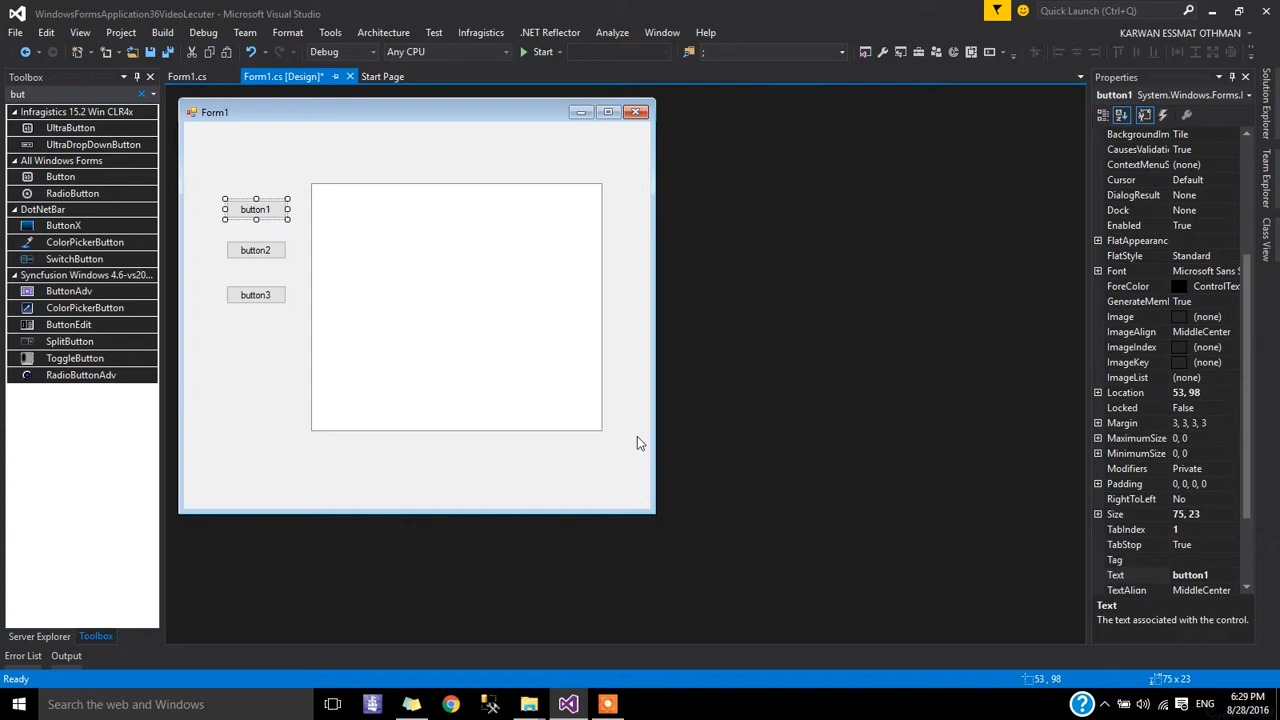 WindowsFormsApplication36VideoLecuter - Microsoft Visual Studio
Quick Launch (Ctrl+Q)
File Edit View Project Build Debug Team Format Tools Architecture Test Infragistics .NET Reflector Analyze Window Help
KARWAN ESSMAT OTHMAN
Debug Any CPU Start ;
Toolbox
but
Infragistics 15.2 Win CLR4x
UltraButton
UltraDropDownButton
All Windows Forms
Button
RadioButton
DotNetBar
ButtonX
ColorPickerButton
SwitchButton
Syncfusion Windows 4.6-vs20...
ButtonAdv
ColorPickerButton
ButtonEdit
SplitButton
ToggleButton
RadioButtonAdv
Server Explorer Toolbox
Error List Output
Form1.cs Form1.cs [Design]* Start Page
Form1
button1
button2
button3
Properties
button1 System.Windows.Forms.I
BackgroundIm Tile
CausesValidati True
ContextMenuS (none)
Cursor Default
DialogResult None
Dock None
Enabled True
FlatAppearanc
FlatStyle Standard
Font Microsoft Sans S
ForeColor ControlTex
GenerateMeml True
Image (none)
ImageAlign MiddleCenter
ImageIndex (none)
ImageKey (none)
ImageList (none)
Location 53, 98
Locked False
Margin 3, 3, 3, 3
MaximumSize 0, 0
MinimumSize 0, 0
Modifiers Private
Padding 0, 0, 0, 0
RightToLeft No
Size 75, 23
TabIndex 1
TabStop True
Tag
Text button1
TextAlign MiddleCenter
Text
The text associated with the control.
Solution Explorer
Team Explorer
Class View
Ready
53 , 98
75 x 23
Search the web and Windows
ENG
6:29 PM
8/28/2016